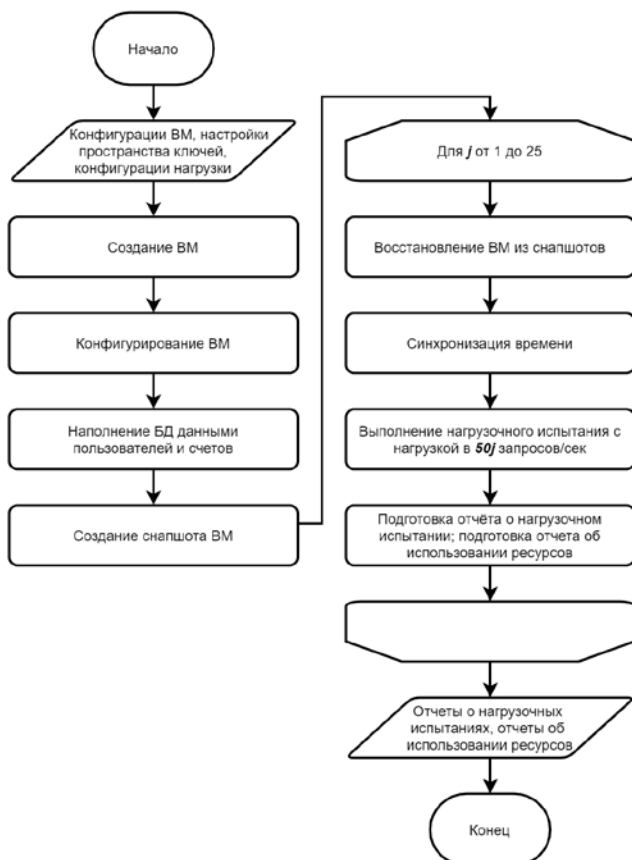 Начало
Конфигурации ВМ, настройки
пространства ключей,
конфигурации нагрузки
Создание ВМ
Конфигурирование ВМ
Наполнение БД данными
пользователей и счетов
Создание снапшота ВМ
Для j от 1 до 25
Восстановление ВМ из снапшотов
Синхронизация времени
Выполнение нагрузочного испытания с
нагрузкой в 50j запросов/сек
Подготовка отчёта о нагрузочном
испытании; подготовка отчета об
использовании ресурсов
Отчеты о нагрузочных
испытаниях, отчеты об
использовании ресурсов
Конец